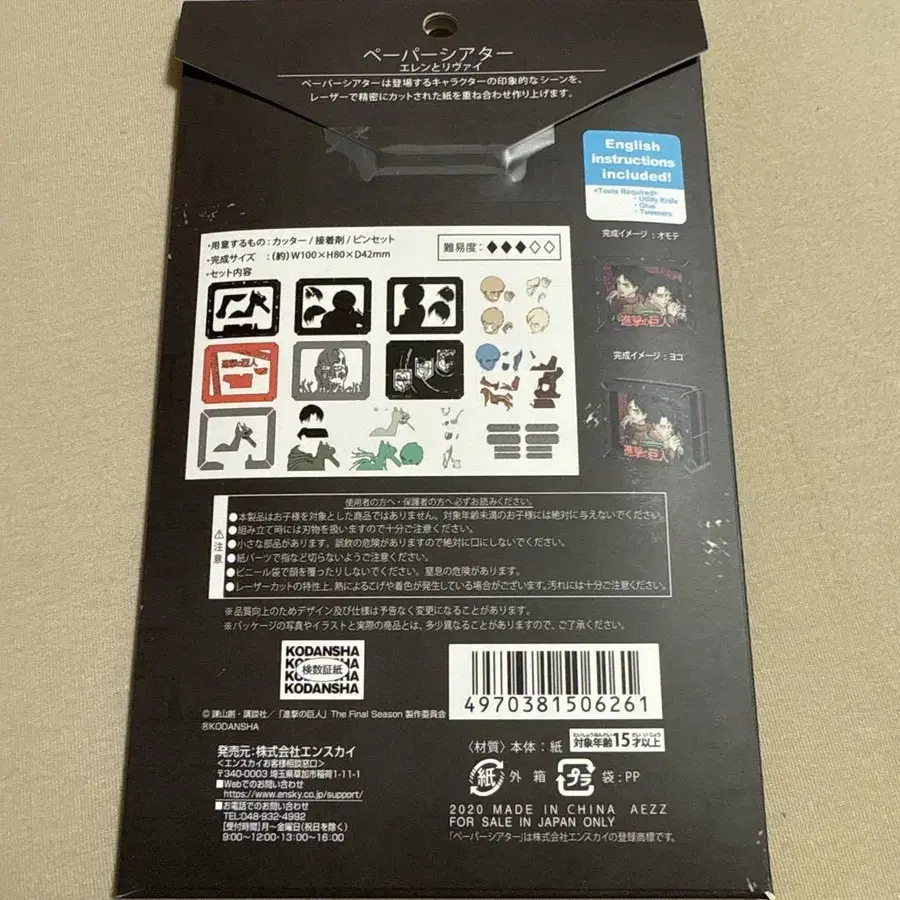 ペーパーシアター
エレンとリヴァイ
ペーパーシアターは登場するキャラクターの印象的なシーンを、
レーザーで精密にカットされた紙を重ね合わせ作り上げます。
English
instructions
included!
<Tools Required>
・Utility Knife
・Glue
・Tweezers
・用意するもの：カッター / 接着剤 / ピンセット
・完成サイズ ：(約) W100×H80×D42mm
・セット内容
難易度：◆◆◆◇◇
完成イメージ：オモテ
進撃の巨人
完成イメージ：ヨコ
進撃の巨人
進撃の巨人
⚠注意
使用者の方へ・保護者の方へ必ずお読みください。
●本製品はお子様を対象とした商品ではありません。対象年齢未満のお子様には絶対に与えないでください。
●組み立て時には刃物を扱いますので十分ご注意ください。
●小さな部品があります。誤飲の危険がありますので絶対に口にしないでください。
●紙パーツで指など切らないようご注意ください。
●ビニール袋で顔を覆ったりしないでください。窒息の危険があります。
●レーザーカットの特性上、熱によるこげや着色が発生している場合がございます。汚れには十分ご注意ください。
※品質向上のためデザイン及び仕様は予告なく変更になることがあります。
※パッケージの写真やイラストと実際の商品とは、多少異なることがありますので、ご了承ください。
KODANSHA
検数証紙
KODANSHA
4970381506261
© 諫山創・講談社／「進撃の巨人」The Final Season 製作委員会
ⓇKODANSHA
発売元：株式会社エンスカイ
<エンスカイお客様相談窓口>
〒340-0003 埼玉県草加市稲荷1-11-1
■Webでのお問い合わせ
https://www.ensky.co.jp/support/
■お電話でのお問い合わせ
TEL:048-932-4992
[受付時間]月～金曜日(祝日を除く)
9:00～12:00・13:00～16:00
〈材質〉本体：紙
対象年齢15才以上
紙 外 箱 プラ 袋：PP
2020 MADE IN CHINA AEZZ
FOR SALE IN JAPAN ONLY
「ペーパーシアター」は株式会社エンスカイの登録商標です。